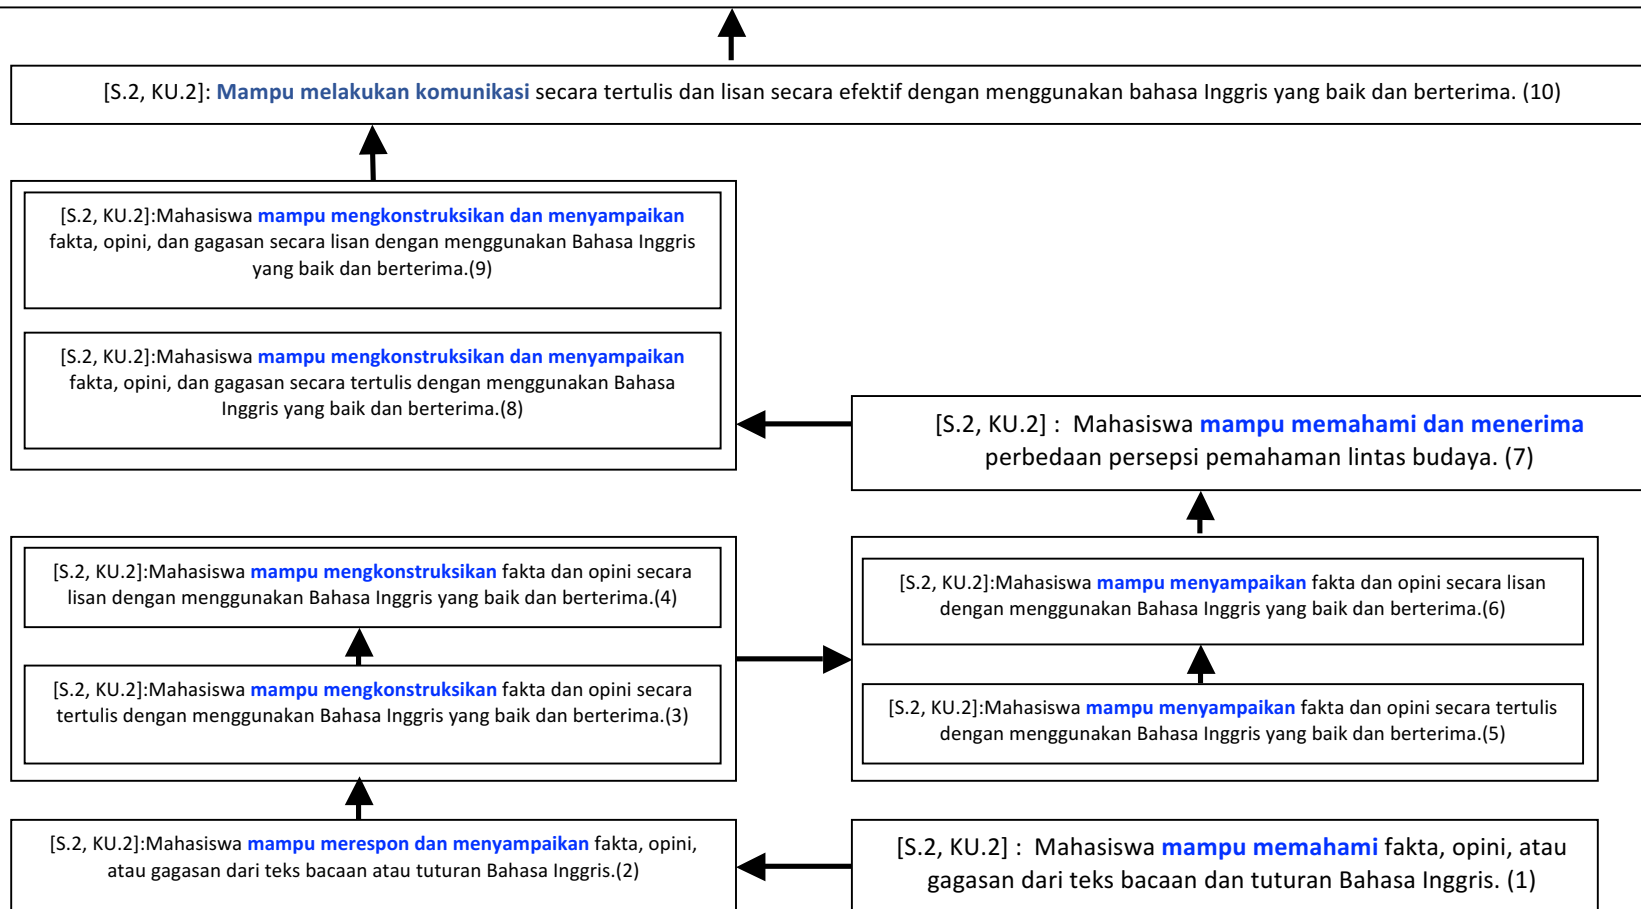 [S.2, KU.2]: Mampu melakukan komunikasi secara tertulis dan lisan secara efektif dengan menggunakan bahasa Inggris yang baik dan berterima. (10)
[S.2, KU.2]:Mahasiswa mampu mengkonstruksikan dan menyampaikan
fakta, opini, dan gagasan secara lisan dengan menggunakan Bahasa Inggris
yang baik dan berterima.(9)
[S.2, KU.2]:Mahasiswa mampu mengkonstruksikan dan menyampaikan
fakta, opini, dan gagasan secara tertulis dengan menggunakan Bahasa
Inggris yang baik dan berterima.(8)
[S.2, KU.2] : Mahasiswa mampu memahami dan menerima
perbedaan persepsi pemahaman lintas budaya. (7)
[S.2, KU.2]:Mahasiswa mampu mengkonstruksikan fakta dan opini secara
lisan dengan menggunakan Bahasa Inggris yang baik dan berterima.(4)
[S.2, KU.2]:Mahasiswa mampu mengkonstruksikan fakta dan opini secara
tertulis dengan menggunakan Bahasa Inggris yang baik dan berterima.(3)
[S.2, KU.2]:Mahasiswa mampu menyampaikan fakta dan opini secara lisan
dengan menggunakan Bahasa Inggris yang baik dan berterima.(6)
[S.2, KU.2]:Mahasiswa mampu menyampaikan fakta dan opini secara tertulis
dengan menggunakan Bahasa Inggris yang baik dan berterima.(5)
[S.2, KU.2]:Mahasiswa mampu merespon dan menyampaikan fakta, opini,
atau gagasan dari teks bacaan atau tuturan Bahasa Inggris.(2)
[S.2, KU.2] : Mahasiswa mampu memahami fakta, opini, atau
gagasan dari teks bacaan dan tuturan Bahasa Inggris. (1)